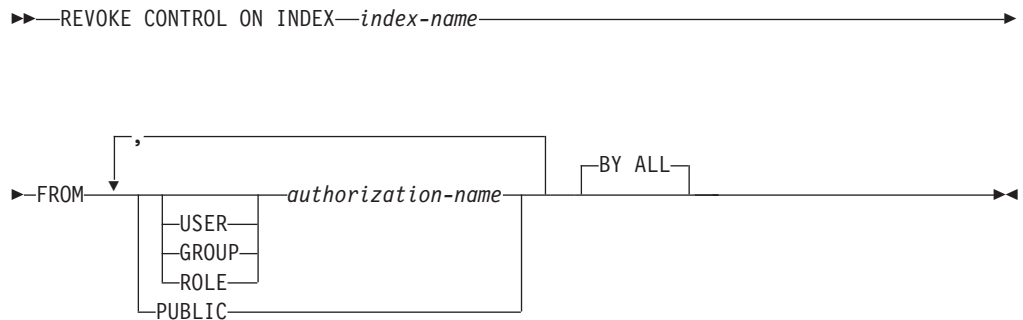 REVOKE CONTROL ON INDEX index-name
,
BY ALL
FROM authorization-name
USER
GROUP
ROLE
PUBLIC